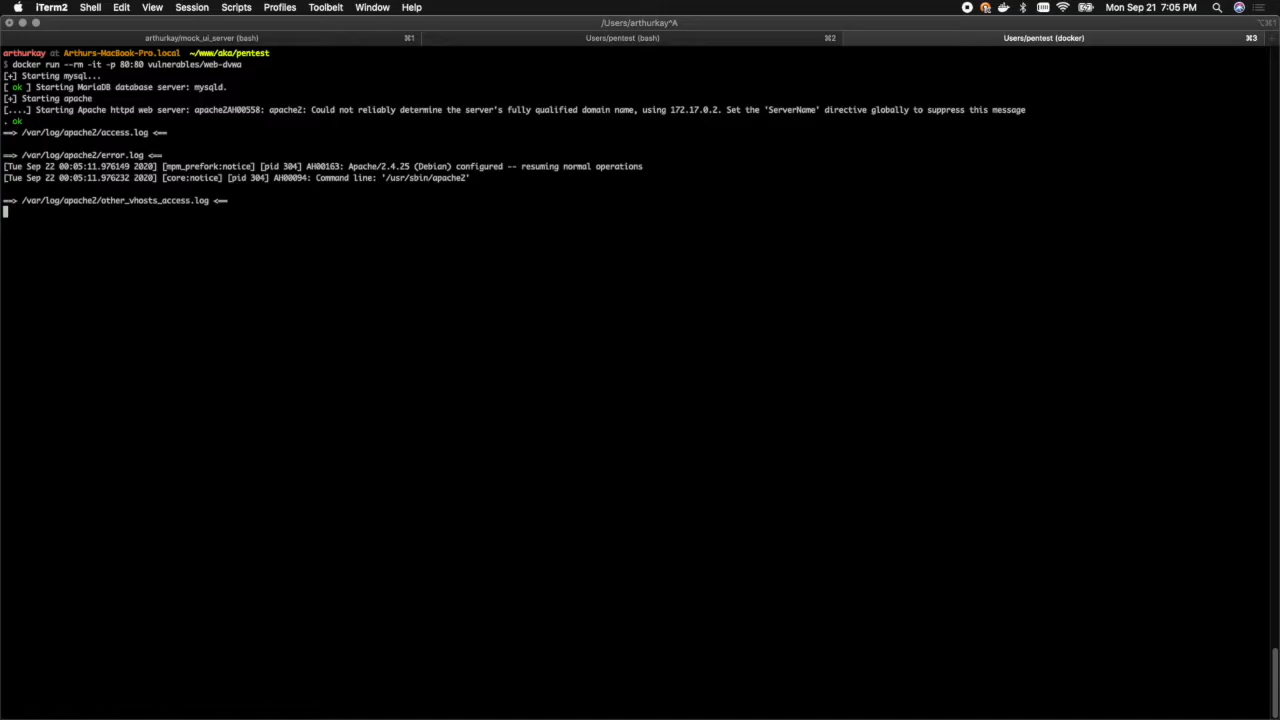 iTerm2 Shell Edit View Session Scripts Profiles Toolbelt Window Help Mon Sep 21 7:05 PM
/Users/arthurkay^A
arthurkay/mock_ui_server (bash) ⌘1 Users/pentest (bash) ⌘2 Users/pentest (docker) ⌘3
arthurkay at Arthurs-MacBook-Pro.local ~/www/aka/pentest
$ docker run --rm -it -p 80:80 vulnerables/web-dvwa
[+] Starting mysql...
[ ok ] Starting MariaDB database server: mysqld.
[+] Starting apache
[....] Starting Apache httpd web server: apache2AH00558: apache2: Could not reliably determine the server's fully qualified domain name, using 172.17.0.2. Set the 'ServerName' directive globally to suppress this message
. ok
==> /var/log/apache2/access.log <==
==> /var/log/apache2/error.log <==
[Tue Sep 22 00:05:11.976149 2020] [mpm_prefork:notice] [pid 304] AH00163: Apache/2.4.25 (Debian) configured -- resuming normal operations
[Tue Sep 22 00:05:11.976232 2020] [core:notice] [pid 304] AH00094: Command line: '/usr/sbin/apache2'
==> /var/log/apache2/other_vhosts_access.log <==